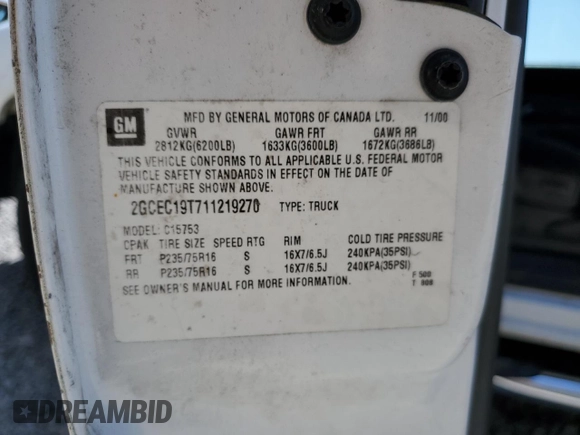 GM
MFD BY GENERAL MOTORS OF CANADA LTD. 11/00
GVWR GAWR FRT GAWR RR
2812KG(6200LB) 1633KG(3600LB) 1672KG(3686LB)
THIS VEHICLE CONFORMS TO ALL APPLICABLE U.S. FEDERAL MOTOR
VEHICLE SAFETY STANDARDS IN EFFECT ON THE DATE OF
MANUFACTURE SHOWN ABOVE.
2GCEC19T711219270 TYPE: TRUCK
MODEL: C15753
CPAK TIRE SIZE SPEED RTG RIM COLD TIRE PRESSURE
FRT P235/75R16 S 16X7/6.5J 240KPA(35PSI)
RR P235/75R16 S 16X7/6.5J 240KPA(35PSI)
SEE OWNER'S MANUAL FOR MORE INFORMATION.
F 500
T 000
DREAMBID